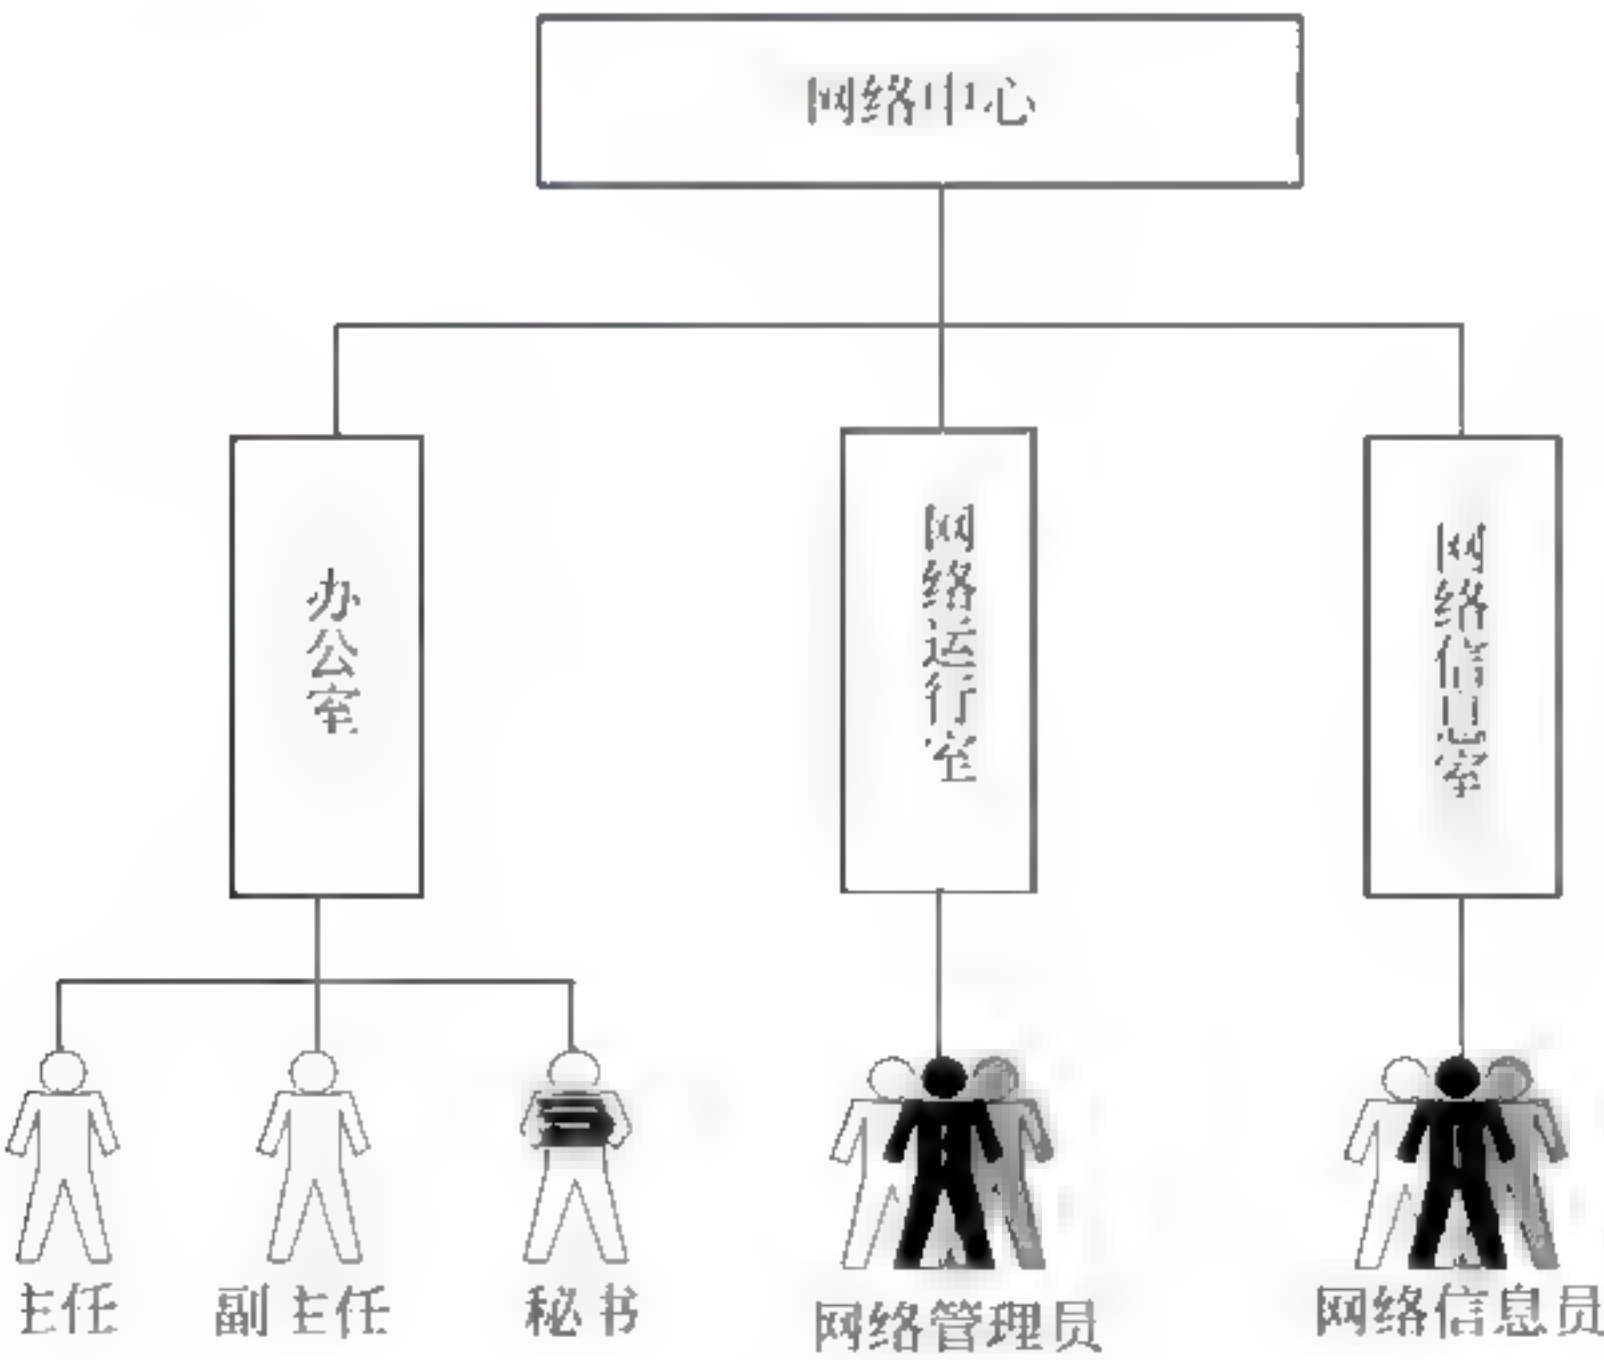 网络中心
办公室
网络运行室
网络信息室
主任
副主任
秘书
网络管理员
网络信息员